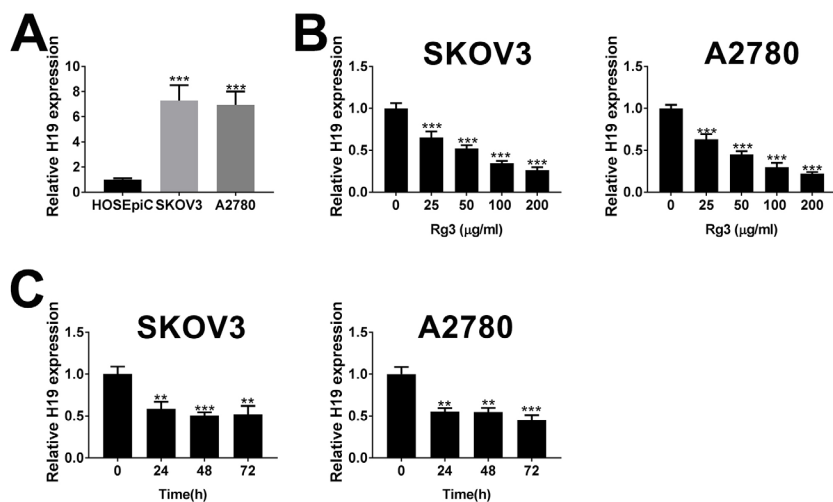 A
Relative H19 expression
10
8
6
4
2
0
***
***
HOSEpiC SKOV3 A2780
B
SKOV3
Relative H19 expression
1.5
1.0
0.5
0.0
***
***
***
***
0 25 50 100 200
Rg3 (μg/ml)
A2780
Relative H19 expression
1.5
1.0
0.5
0.0
***
***
***
***
0 25 50 100 200
Rg3 (μg/ml)
C
SKOV3
Relative H19 expression
1.5
1.0
0.5
0.0
**
***
**
0 24 48 72
Time(h)
A2780
Relative H19 expression
1.5
1.0
0.5
0.0
**
**
***
0 24 48 72
Time(h)